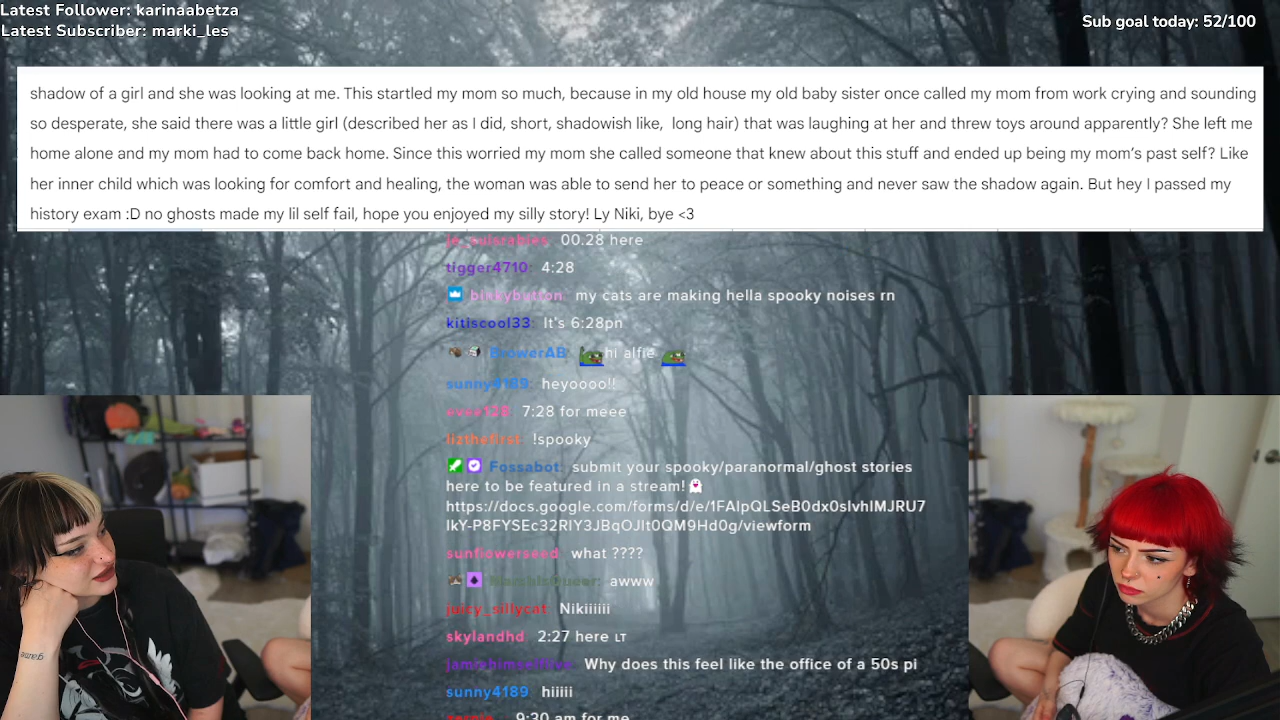 Latest Follower: karinaabetza
Latest Subscriber: marki_les
Sub goal today: 52/100
shadow of a girl and she was looking at me. This startled my mom so much, because in my old house my old baby sister once called my mom from work crying and sounding
so desperate, she said there was a little girl (described her as I did, short, shadowish like,  long hair) that was laughing at her and threw toys around apparently? She left me
home alone and my mom had to come back home. Since this worried my mom she called someone that knew about this stuff and ended up being my mom's past self? Like
her inner child which was looking for comfort and healing, the woman was able to send her to peace or something and never saw the shadow again. But hey I passed my
history exam :D no ghosts made my lil self fail, hope you enjoyed my silly story! Ly Niki, bye <3
00.28 here
tigger4710: 4:28
my cats are making hella spooky noises rn
kitiscool33 It's 6:28pn
BrowerAB: hi alfie
sunny4189: heyoooo!!
7:28 for meee
lizthefirst !spooky
Fossabot: submit your spooky/paranormal/ghost stories
here to be featured in a stream!👻
https://docs.google.com/forms/d/e/1FAIpQLSeB0dx0slvhIMJRU7
sunflowerseed what ????
awww
juicy_sillycat Nikiiiiii
skylandhd 2:27 here LT
Why does this feel like the office of a 50s pi
sunny4189 hiiiii
9:30 am for me